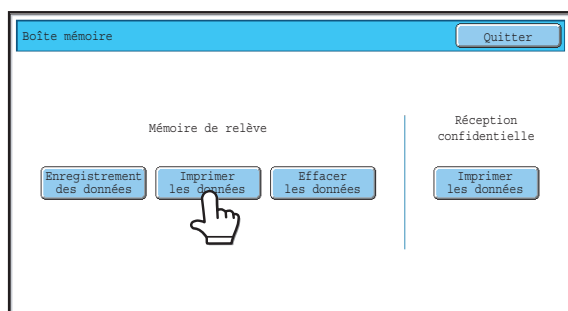 Boîte mémoire
Quitter
Mémoire de relève
Réception
confidentielle
Enregistrement
des données
Imprimer
les données
Effacer
les données
Imprimer
les données